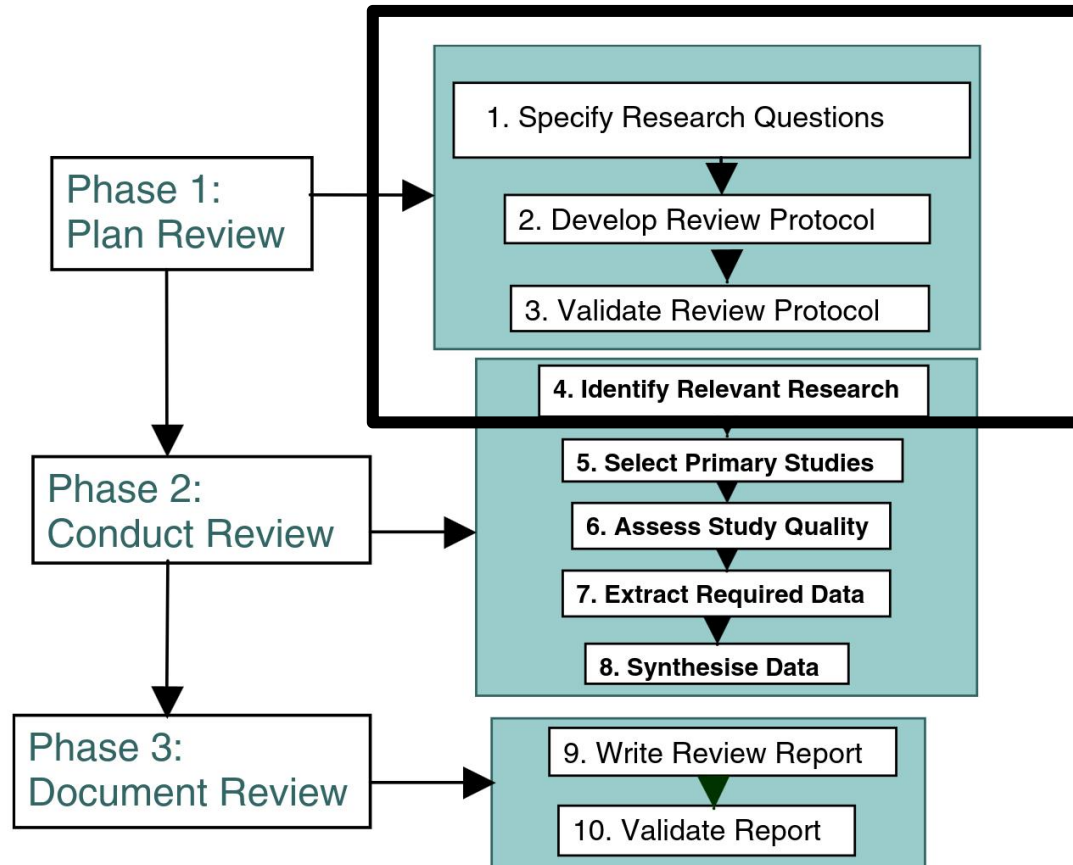 1. Specify Research Questions
Phase 1:
Plan Review
2. Develop Review Protocol
3. Validate Review Protocol
4. Identify Relevant Research
Phase 2:
Conduct Review
5. Select Primary Studies
6. Assess Study Quality
7. Extract Required Data
8. Synthesise Data
Phase 3:
Document Review
9. Write Review Report
10. Validate Report